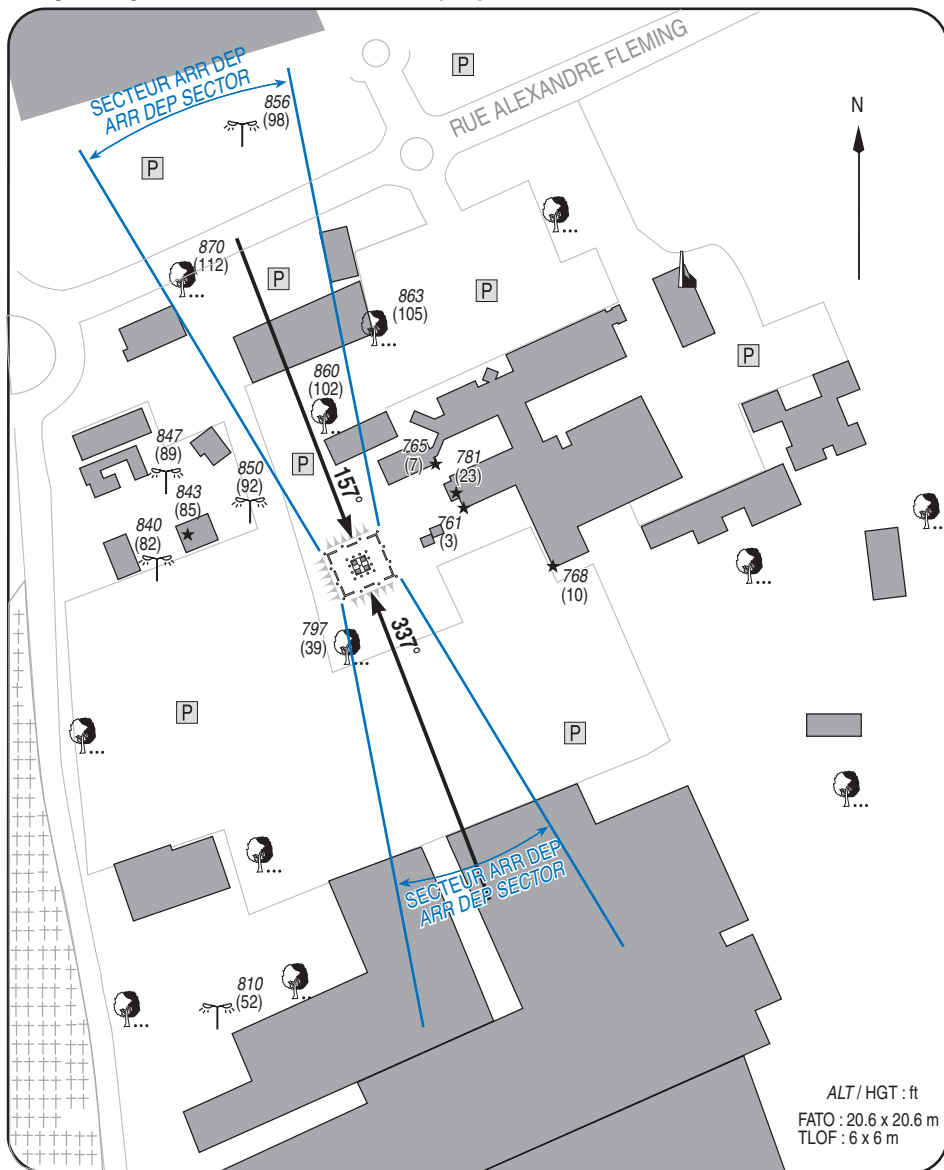 P
RUE ALEXANDRE FLEMING
SECTEUR ARR DEP
ARR DEP SECTOR
856
(98)
N
P
870
(112)
P
P
863
(105)
P
860
(102)
847
(89)
765
(7)
781
(23)
P
850
(92)
157°
843
(85)
761
(3)
840
(82)
768
(10)
797
(39)
337°
P
P
SECTEUR ARR DEP
ARR DEP SECTOR
810
(52)
ALT / HGT : ft
FATO : 20.6 x 20.6 m
TLOF : 6 x 6 m